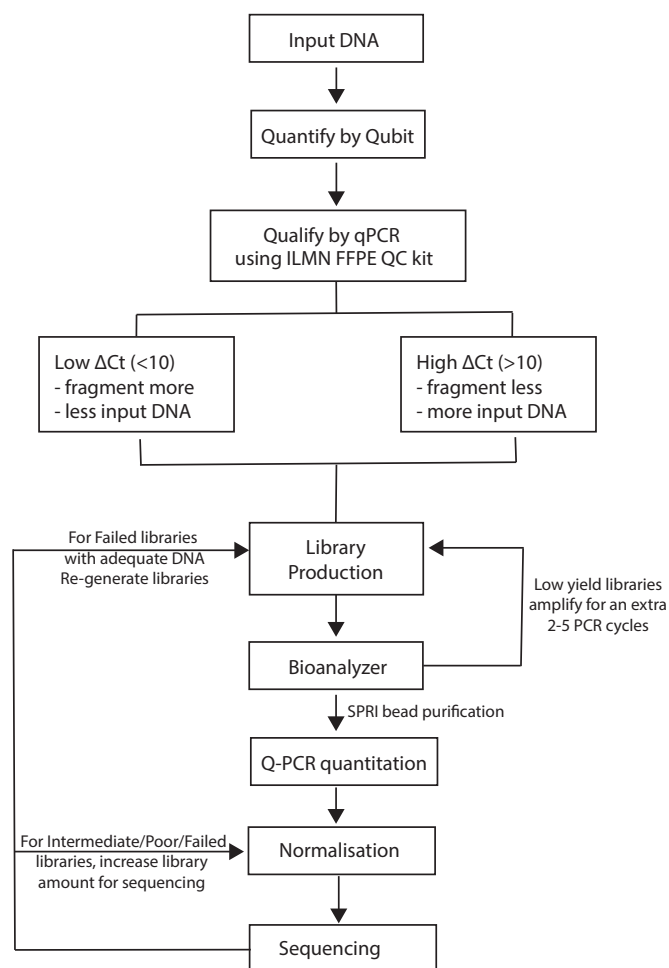 Input DNA
Quantify by Qubit
Qualify by qPCR
using ILMN FFPE QC kit
Low ΔCt (<10)
- fragment more
- less input DNA
High ΔCt (>10)
- fragment less
- more input DNA
For Failed libraries
with adequate DNA
Re-generate libraries
Library
Production
Low yield libraries
amplify for an extra
2-5 PCR cycles
Bioanalyzer
SPRI bead purification
Q-PCR quantitation
For Intermediate/Poor/Failed
libraries, increase library
amount for sequencing
Normalisation
Sequencing